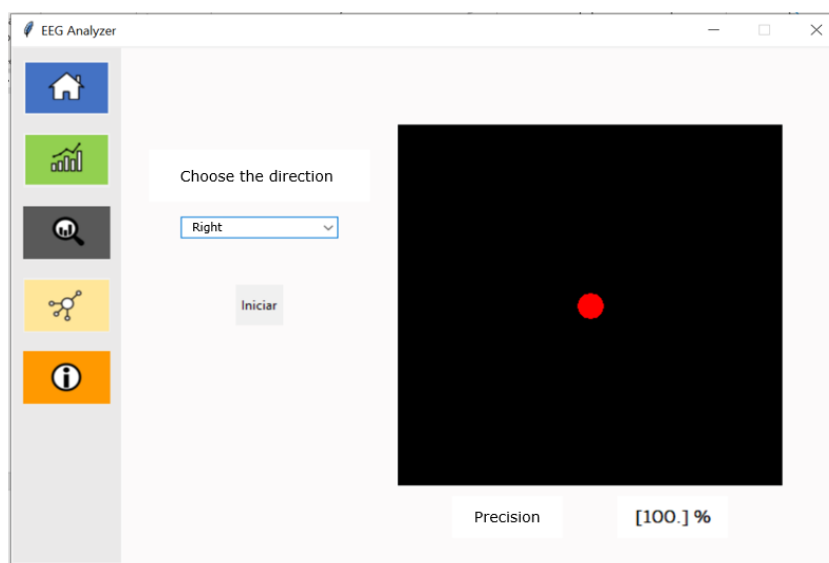 EEG Analyzer
Choose the direction
Right
Iniciar
Precision
[100.] %